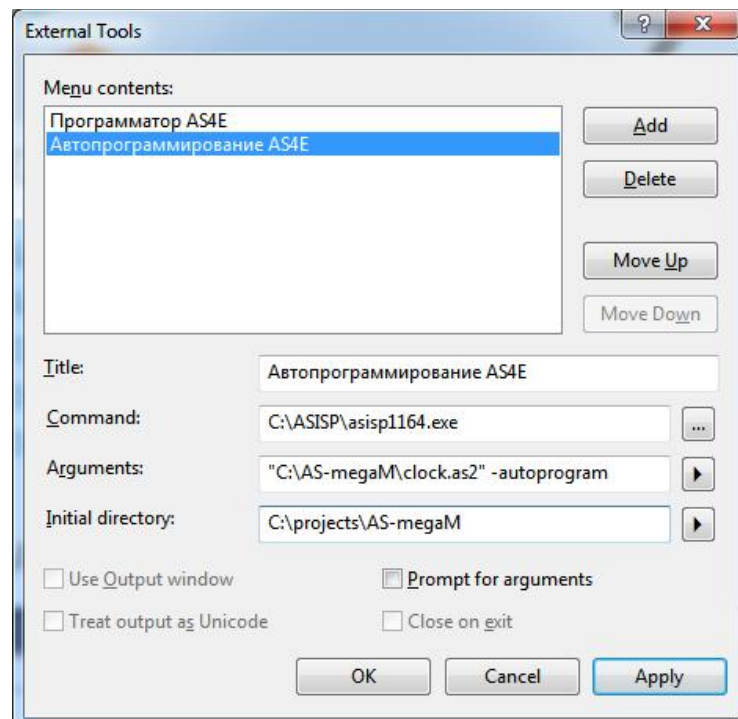 External Tools
Menu contents:
Программатор AS4E
Автопрограммирование AS4E
Add
Delete
Move Up
Move Down
Title:
Автопрограммирование AS4E
Command:
C:\ASISP\asisp1164.exe
...
Arguments:
"C:\AS-megaM\clock.as2" -autoprogram
Initial directory:
C:\projects\AS-megaM
Use Output window
Prompt for arguments
Treat output as Unicode
Close on exit
OK
Cancel
Apply